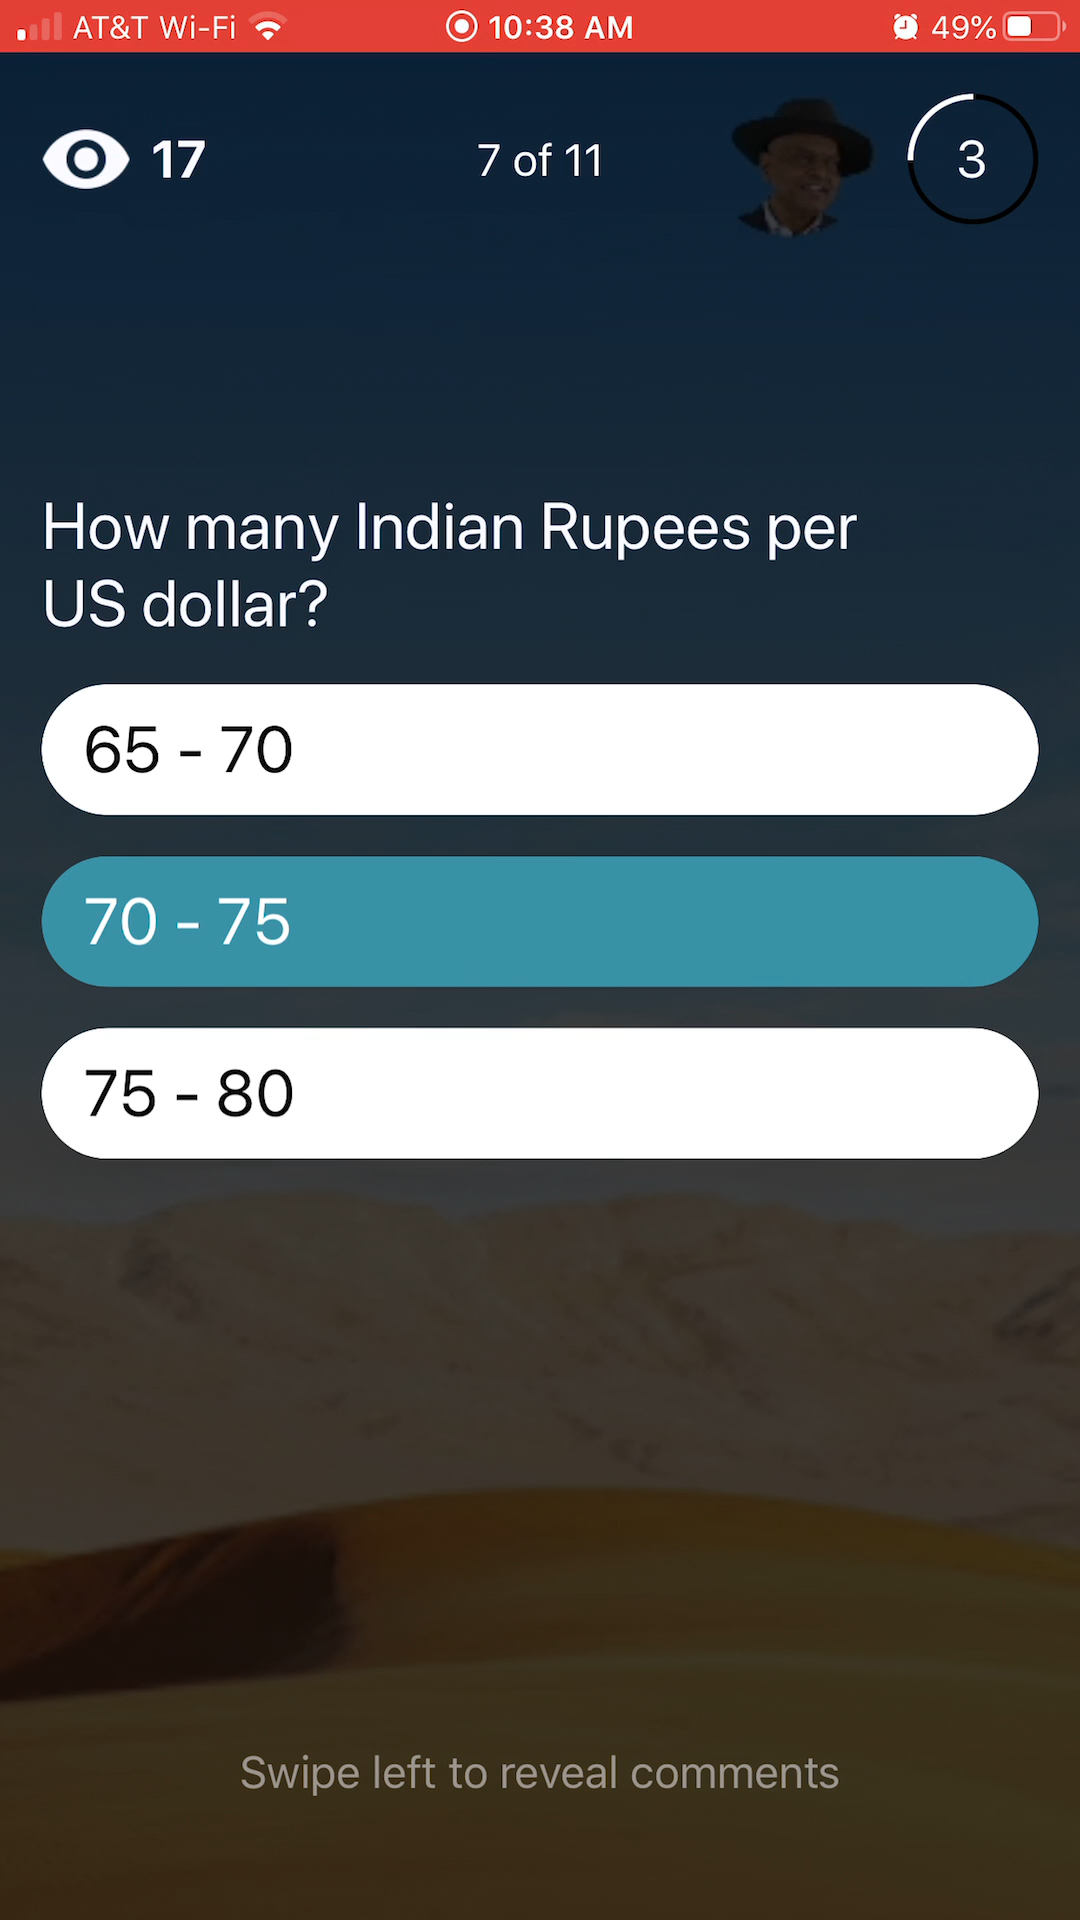 AT&T Wi-Fi 10:38 AM 49%
17 7 of 11 3
How many Indian Rupees per
US dollar?
65 - 70
70 - 75
75 - 80
Swipe left to reveal comments